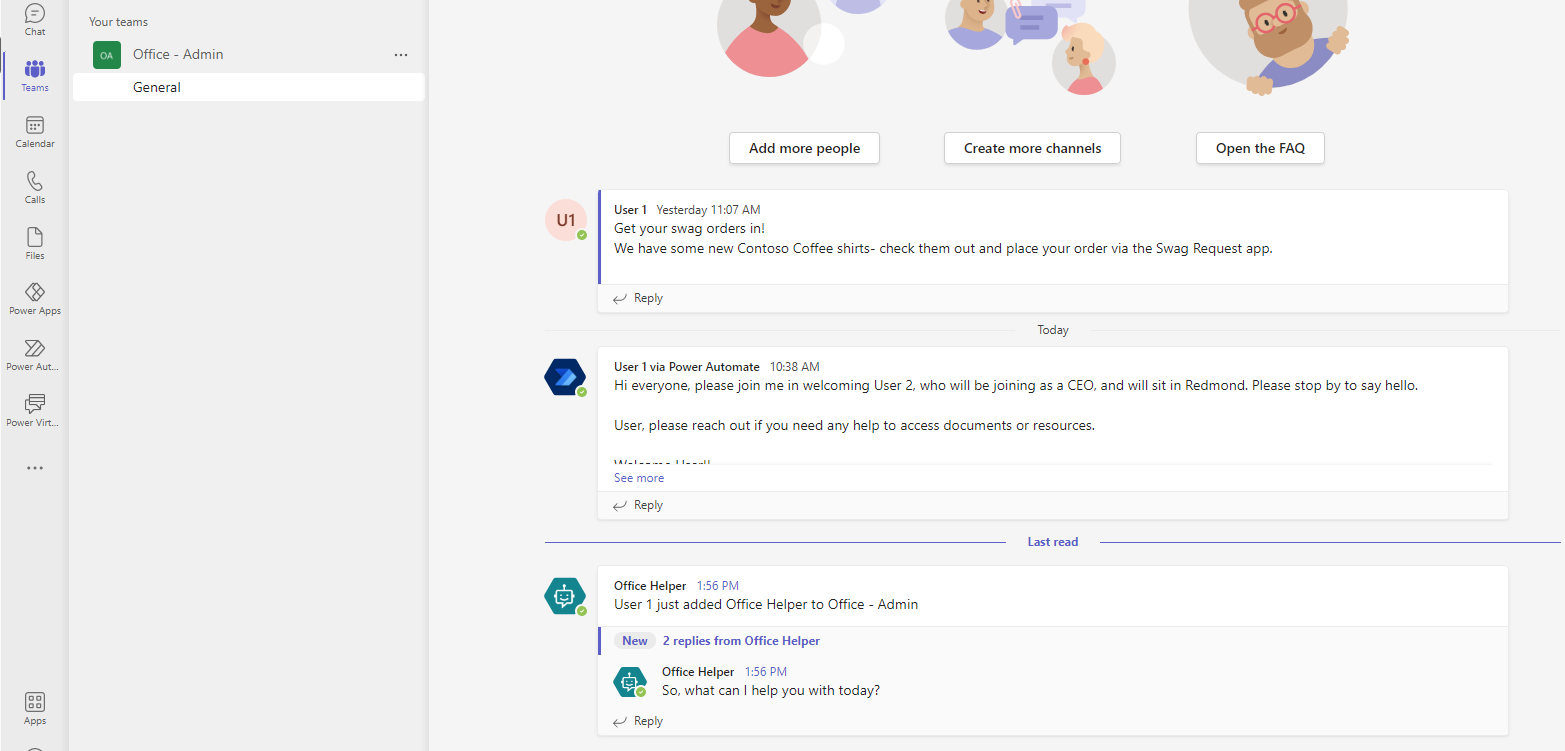 Chat
Teams
Calendar
Calls
Files
Power Apps
Power Aut...
Power Virt...
Apps
Your teams
OA
Office - Admin
General
Add more people
Create more channels
Open the FAQ
U1
User 1 Yesterday 11:07 AM
Get your swag orders in!
We have some new Contoso Coffee shirts- check them out and place your order via the Swag Request app.
Reply
Today
User 1 via Power Automate 10:38 AM
Hi everyone, please join me in welcoming User 2, who will be joining as a CEO, and will sit in Redmond. Please stop by to say hello.
User, please reach out if you need any help to access documents or resources.
Welcome User!!
See more
Reply
Last read
Office Helper 1:56 PM
User 1 just added Office Helper to Office - Admin
New 2 replies from Office Helper
Office Helper 1:56 PM
So, what can I help you with today?
Reply